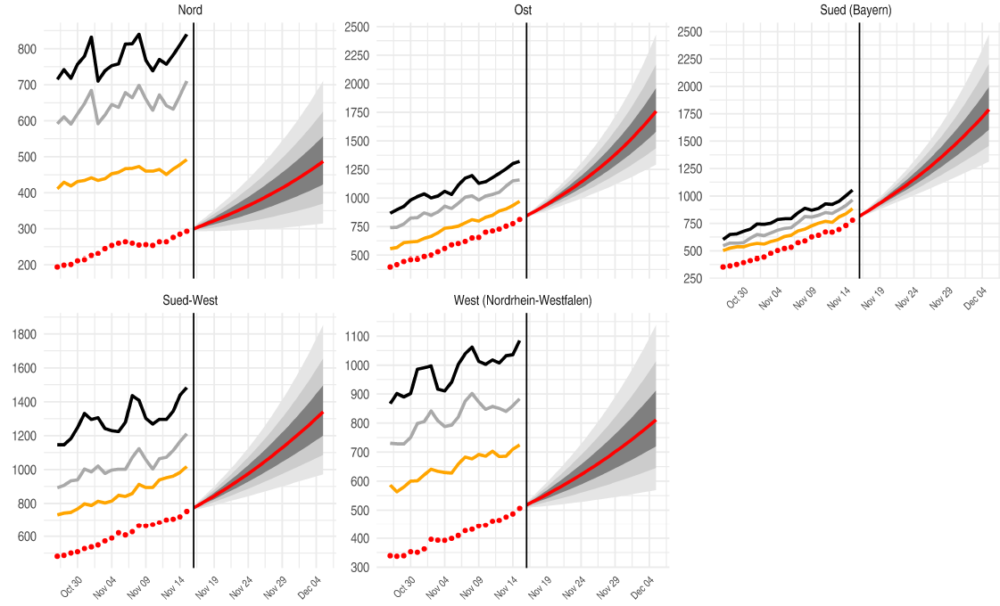 Nord
800
700
600
500
400
300
200
Ost
2500
2250
2000
1750
1500
1250
1000
750
500
Sued (Bayern)
2500
2250
2000
1750
1500
1250
1000
750
500
250
Oct 30
Nov 04
Nov 09
Nov 14
Nov 19
Nov 24
Nov 29
Dec 04
Sued-West
1800
1600
1400
1200
1000
800
600
Oct 30
Nov 04
Nov 09
Nov 14
Nov 19
Nov 24
Nov 29
Dec 04
West (Nordrhein-Westfalen)
1100
1000
900
800
700
600
500
400
300
Oct 30
Nov 04
Nov 09
Nov 14
Nov 19
Nov 24
Nov 29
Dec 04